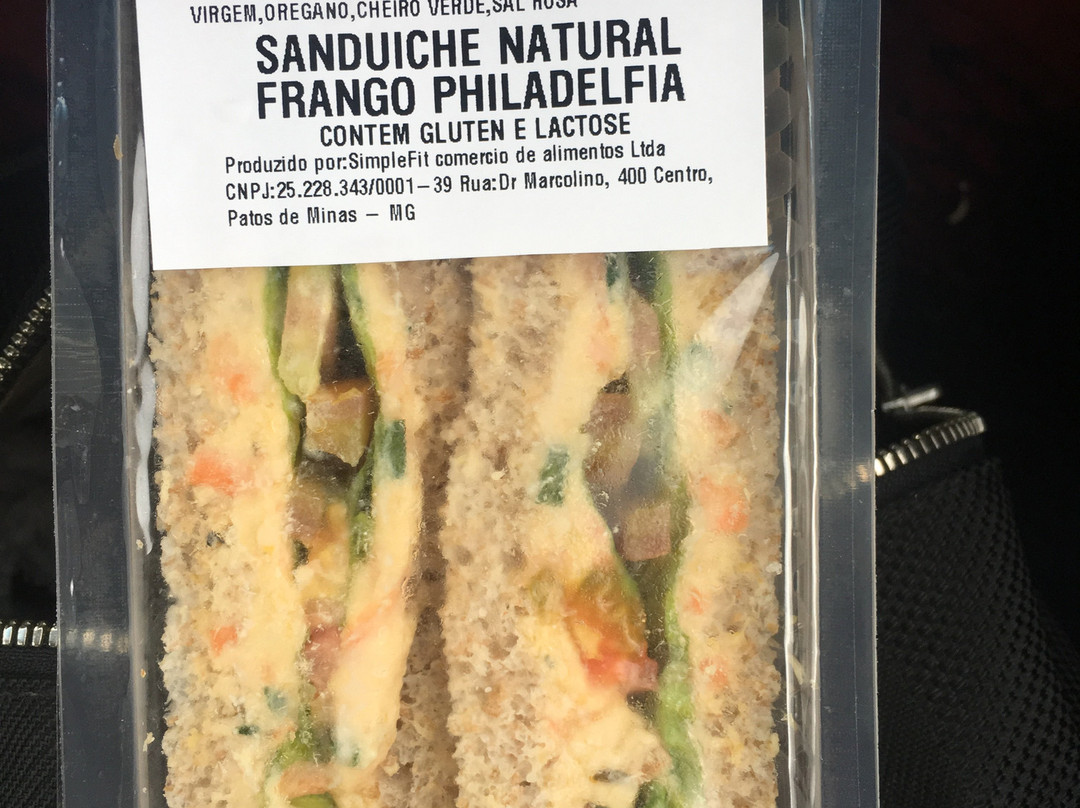 VIRGEM,OREGANO,CHEIRO VERDE,SAL ROSA
SANDUICHE NATURAL
FRANGO PHILADELFIA
CONTEM GLUTEN E LACTOSE
Produzido por:SimpleFit comercio de alimentos Ltda
CNPJ:25.228.343/0001-39 Rua:Dr Marcolino, 400 Centro,
Patos de Minas - MG